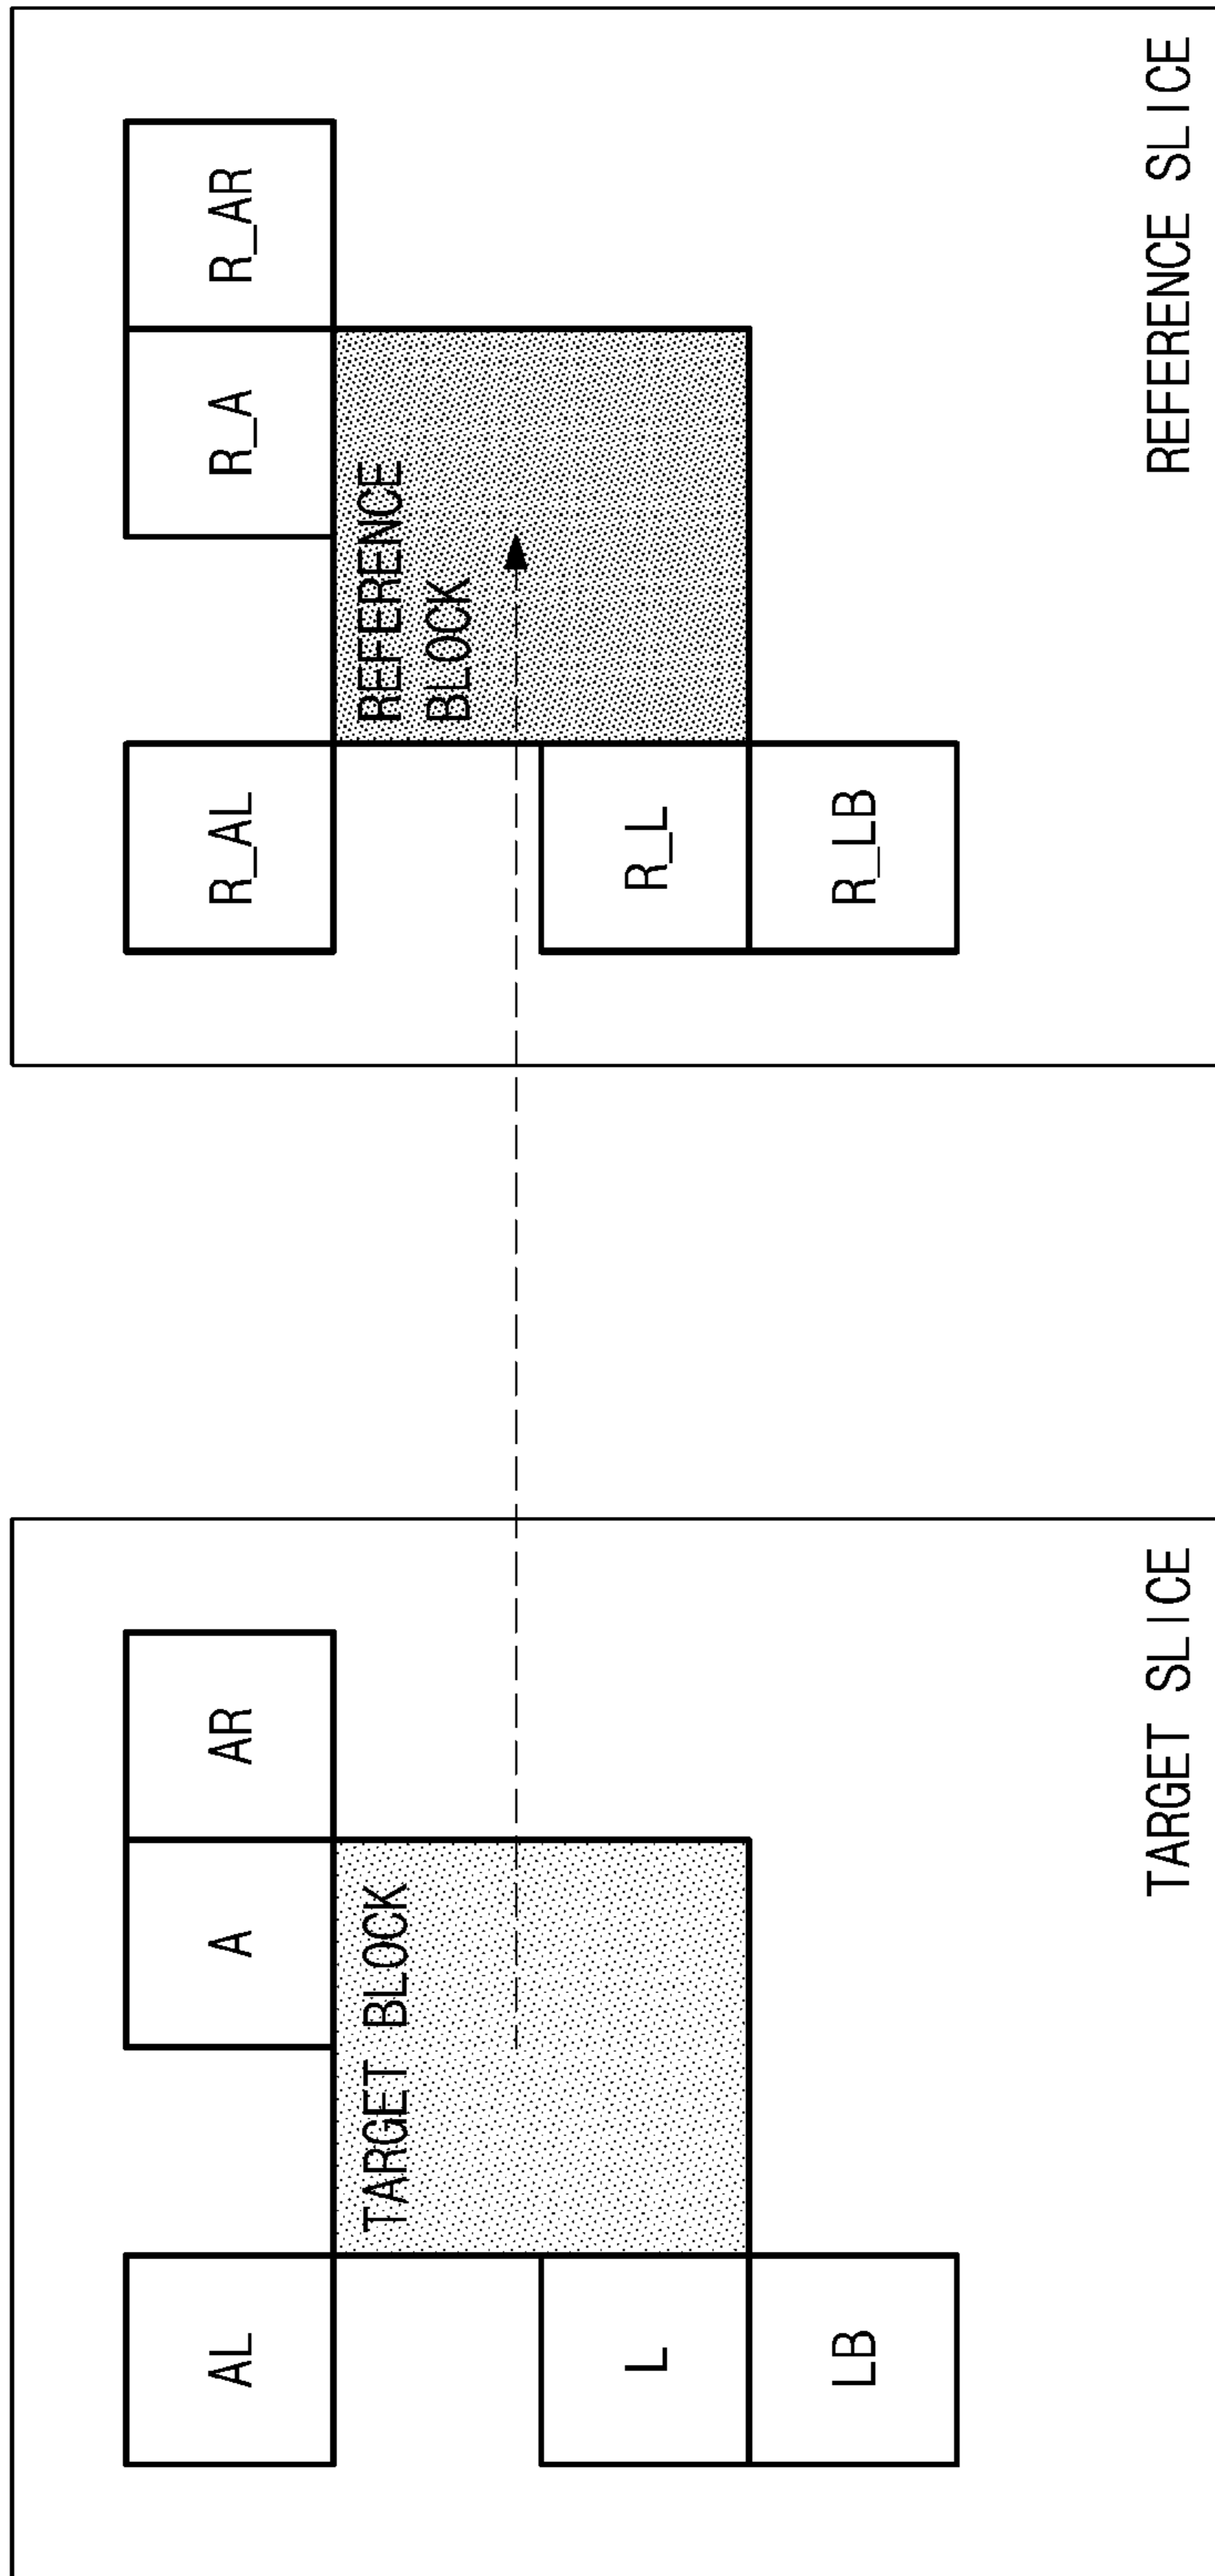 AL
A
AR
TARGET BLOCK
L
LB
TARGET SLICE
R_AL
R_A
R_AR
REFERENCE
BLOCK
R_L
R_LB
REFERENCE SLICE